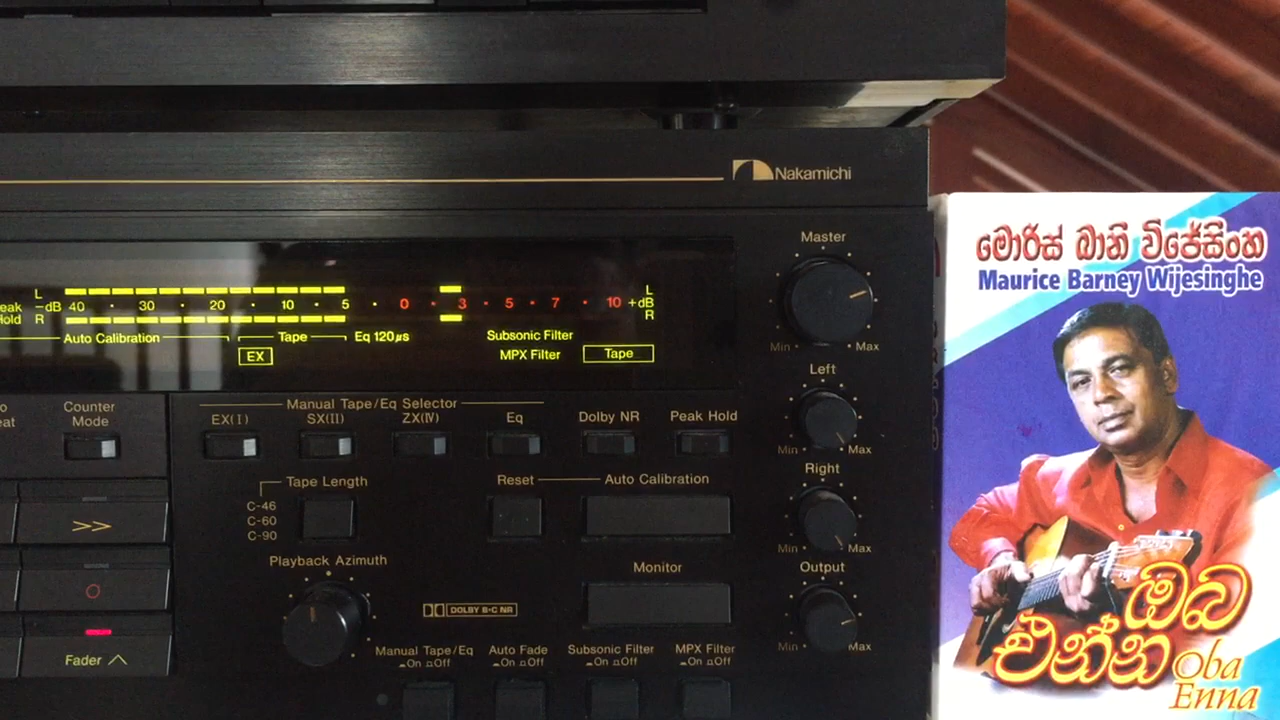 Nakamichi
Master
Min Max
eak L -dB 40 30 20 10 5 0 3 5 7 10 +dB L
Hold R R
Auto Calibration Tape Eq 120µs Subsonic Filter
EX MPX Filter Tape
Left
Min Max
Counter
Mode
eat
Manual Tape/Eq Selector
EX(I) SX(II) ZX(IV) Eq Dolby NR Peak Hold
Right
Min Max
Tape Length
C-46
C-60
C-90
Reset Auto Calibration
>>
Playback Azimuth
Monitor
Output
Min Max
DOLBY B-C NR
Fader
Manual Tape/Eq Auto Fade Subsonic Filter MPX Filter
On Off On Off On Off On Off
මොරිස් බානි විජේසිංහ
Maurice Barney Wijesinghe
ඔබ
එන්න
Oba
Enna